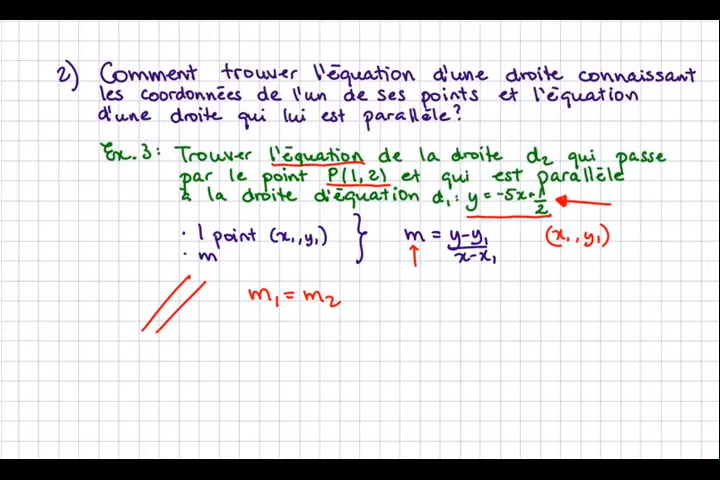 2) Comment trouver l'équation d'une droite connaissant
les coordonnées de l'un de ses points et l'équation
d'une droite qui lui est parallèle?
Ex. 3: Trouver l'équation de la droite d₂ qui passe
par le point P(1,2) et qui est parallèle
à la droite d'équation d₁: y = -5x + 1/2
· 1 point (x₁, y₁) } m = y-y₁/x-x₁ (x₁, y₁)
· m
m₁ = m₂